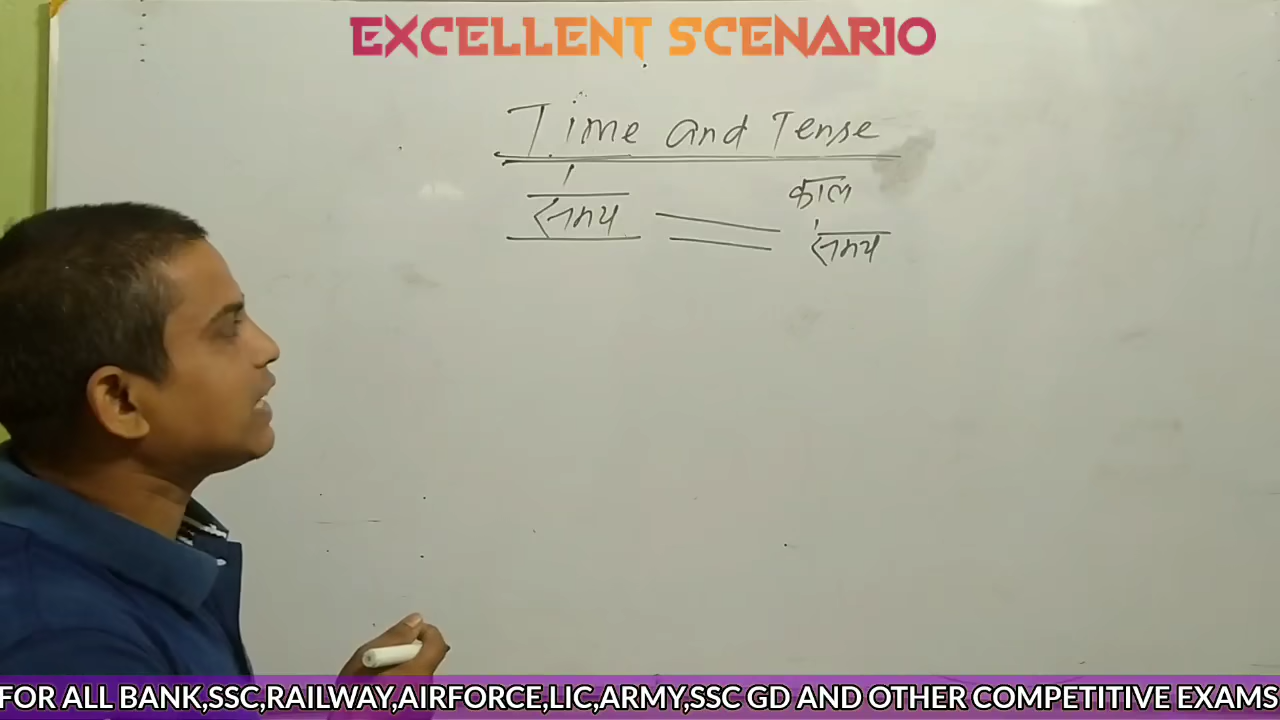 EXCELLENT SCENARIO
Time and Tense
काल
समय
समय
FOR ALL BANK,SSC,RAILWAY,AIRFORCE,LIC,ARMY,SSC GD AND OTHER COMPETITIVE EXAMS